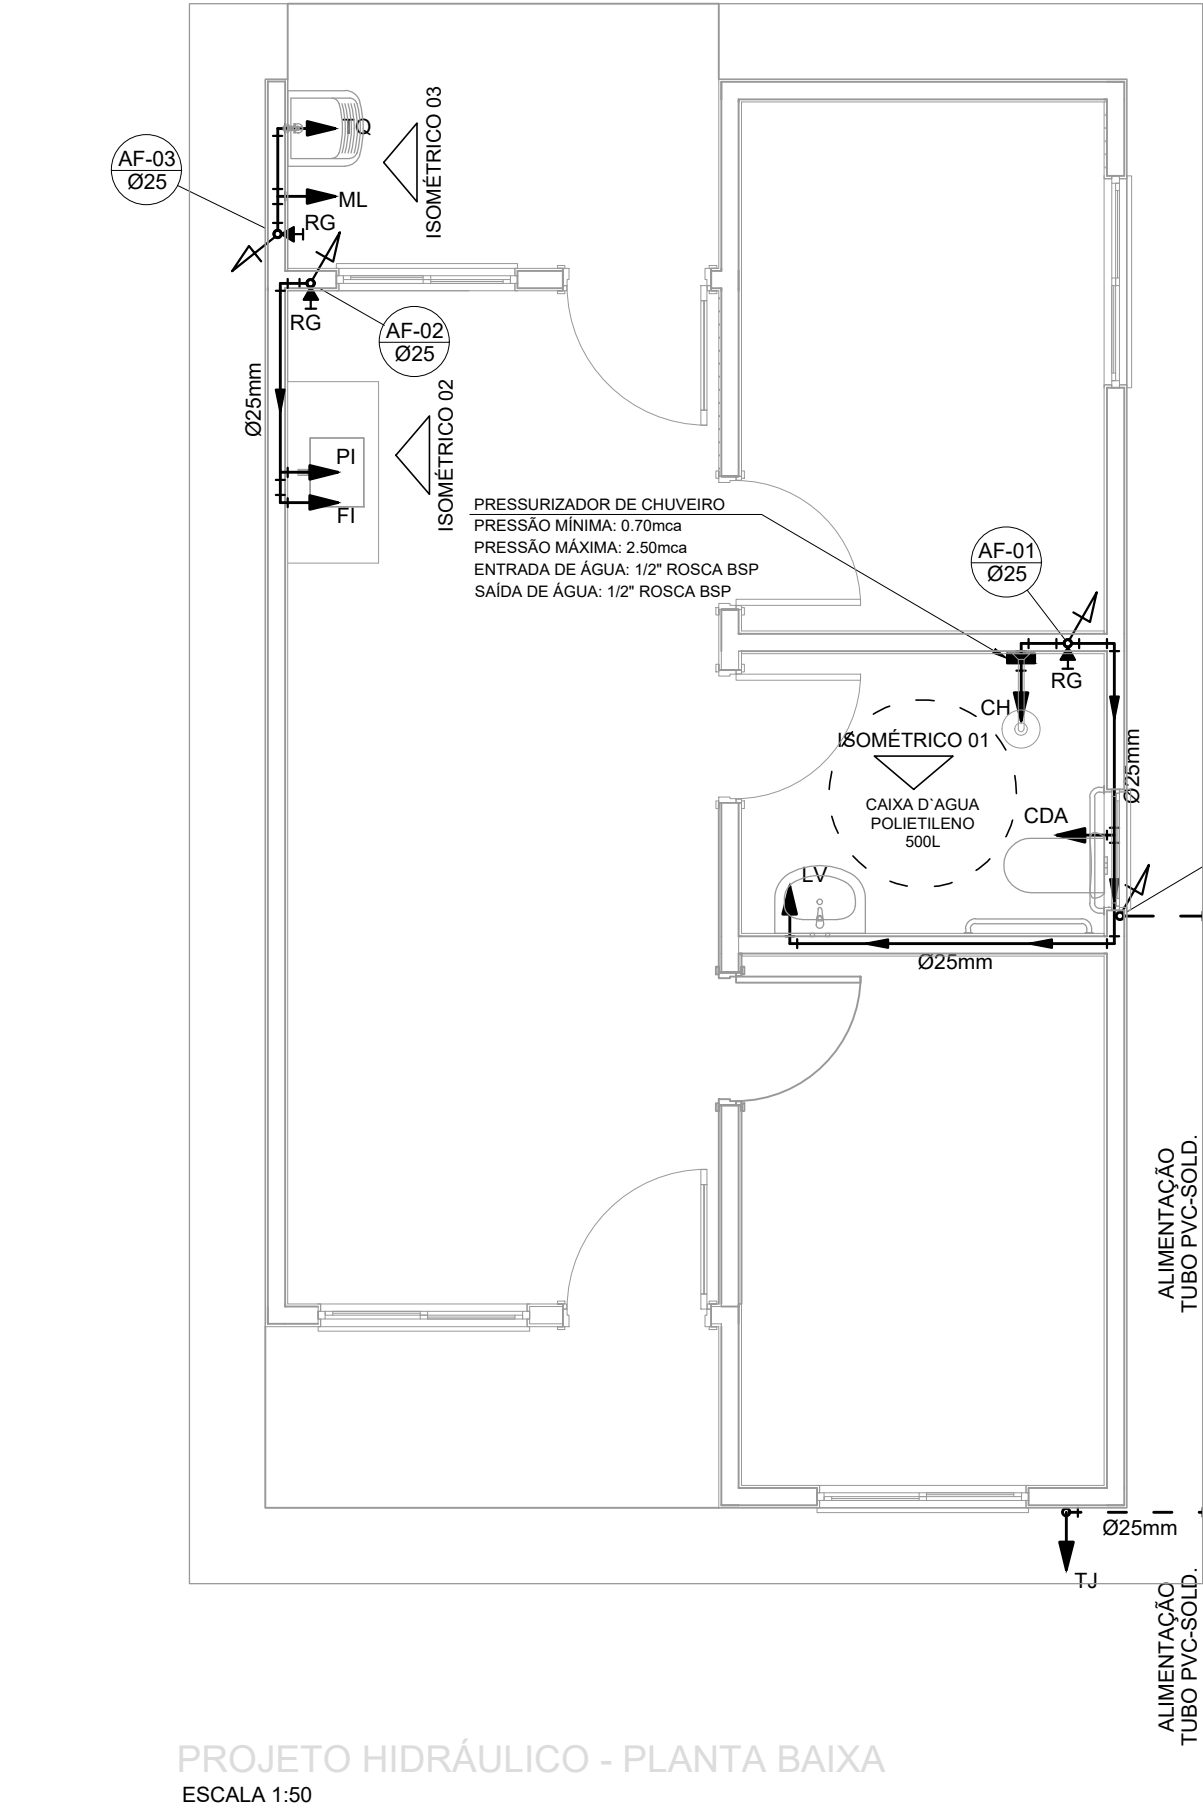 TQ
ISOMÉTRICO 03
AF-03
Ø25
ML
RG
RG
AF-02
Ø25
Ø25mm
ISOMÉTRICO 02
PI
FI
PRESSURIZADOR DE CHUVEIRO
PRESSÃO MÍNIMA: 0.70mca
PRESSÃO MÁXIMA: 2.50mca
ENTRADA DE ÁGUA: 1/2" ROSCA BSP
SAÍDA DE ÁGUA: 1/2" ROSCA BSP
AF-01
Ø25
RG
CH
ISOMÉTRICO 01
Ø25mm
CAIXA D`AGUA
POLIETILENO
500L
CDA
LV
Ø25mm
ALIMENTAÇÃO
TUBO PVC-SOLD.
Ø25mm
TJ
ALIMENTAÇÃO
TUBO PVC-SOLD.
PROJETO HIDRÁULICO - PLANTA BAIXA
ESCALA 1:50